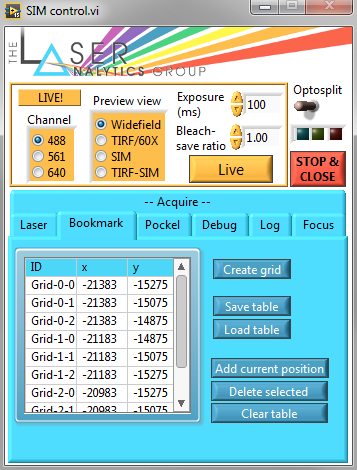 SIM control.vi
THE LASER
ANALYTICS GROUP
LIVE!
Channel
488
561
640
Preview view
Widefield
TIRF/60X
SIM
TIRF-SIM
Exposure (ms)
100
Bleach-save ratio
1.00
Live
Optosplit
STOP & CLOSE
-- Acquire --
Laser Bookmark Pockel Debug Log Focus
ID x y
Grid-0-0 -21383 -15275
Grid-0-1 -21383 -15075
Grid-0-2 -21383 -14875
Grid-1-0 -21183 -14875
Grid-1-1 -21183 -15075
Grid-1-2 -21183 -15275
Grid-2-0 -20983 -15275
Grid-2-1 -20983 -15075
Create grid
Save table
Load table
Add current position
Delete selected
Clear table